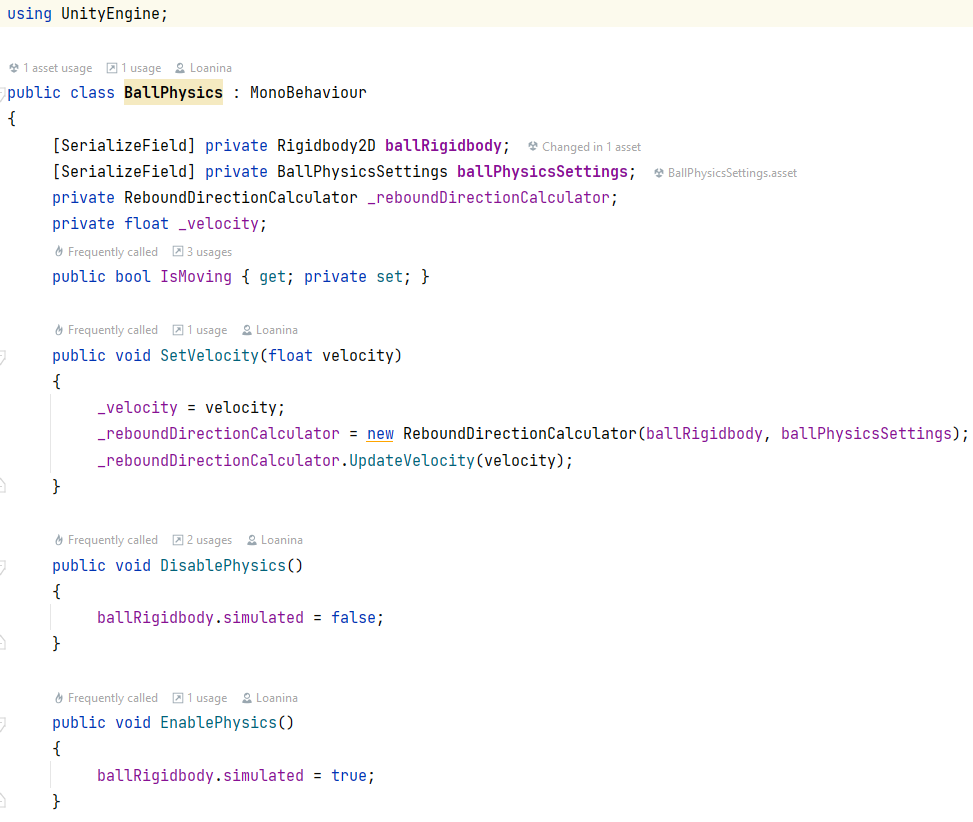 using UnityEngine;
1 asset usage 1 usage Loanina
public class BallPhysics : MonoBehaviour
{
[SerializeField] private Rigidbody2D ballRigidbody; Changed in 1 asset
[SerializeField] private BallPhysicsSettings ballPhysicsSettings; BallPhysicsSettings.asset
private ReboundDirectionCalculator _reboundDirectionCalculator;
private float _velocity;
Frequently called 3 usages
public bool IsMoving { get; private set; }
Frequently called 1 usage Loanina
public void SetVelocity(float velocity)
{
_velocity = velocity;
_reboundDirectionCalculator = new ReboundDirectionCalculator(ballRigidbody, ballPhysicsSettings);
_reboundDirectionCalculator.UpdateVelocity(velocity);
}
Frequently called 2 usages Loanina
public void DisablePhysics()
{
ballRigidbody.simulated = false;
}
Frequently called 1 usage Loanina
public void EnablePhysics()
{
ballRigidbody.simulated = true;
}